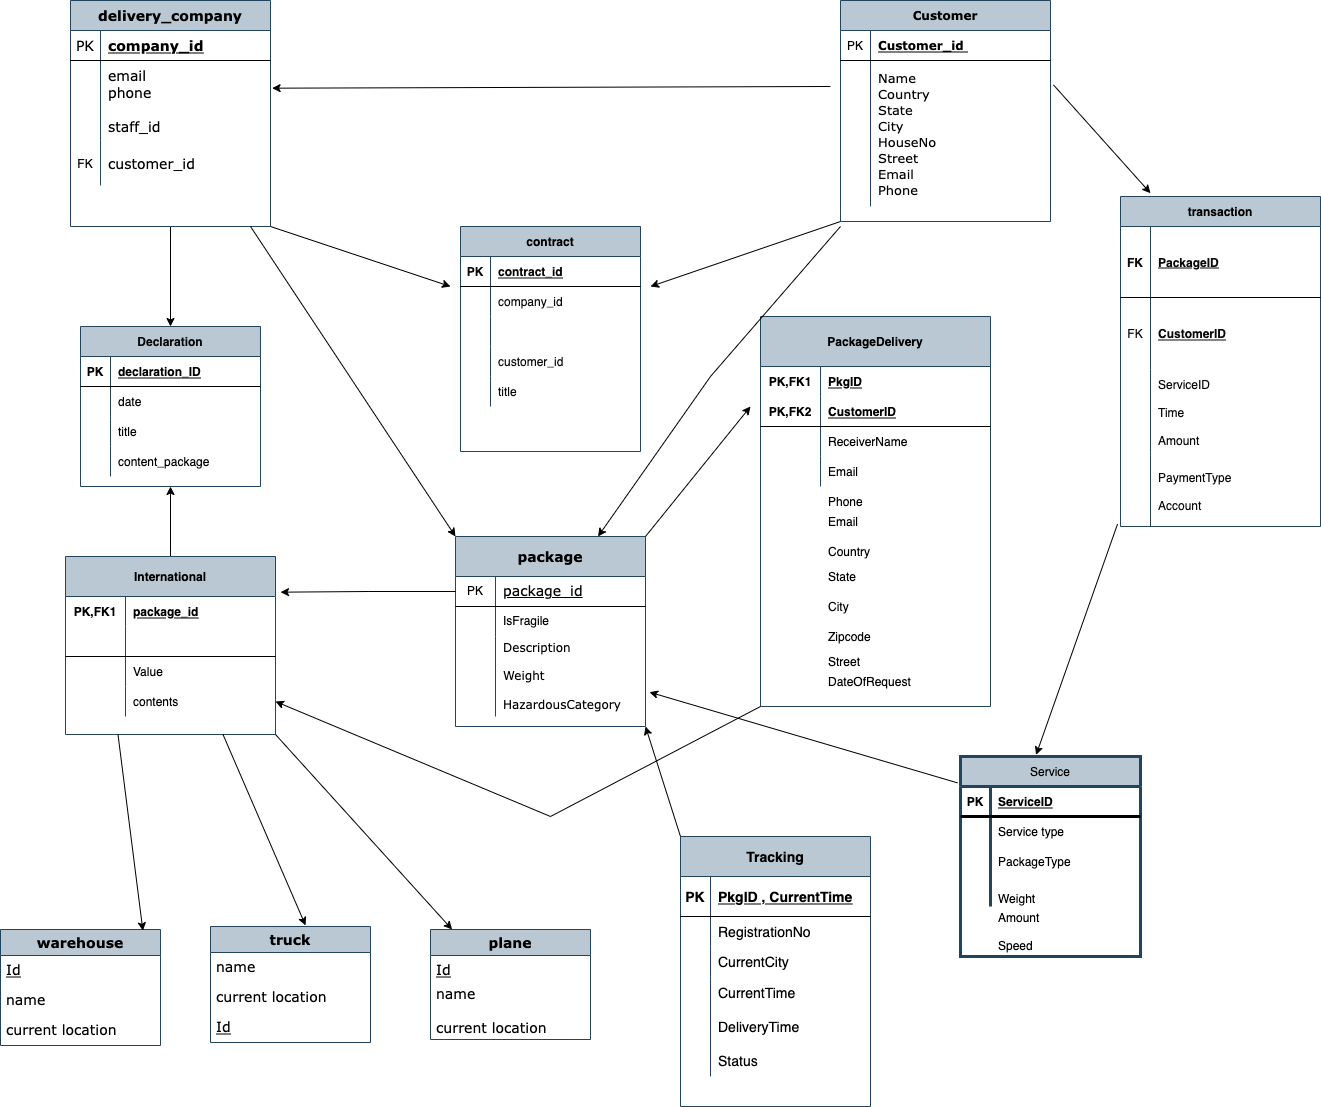 delivery_company
PK company_id
email
phone
staff_id
FK customer_id
Customer
PK Customer_id
Name
Country
State
City
HouseNo
Street
Email
Phone
transaction
FK PackageID
FK CustomerID
ServiceID
Time
Amount
PaymentType
Account
contract
PK contract_id
company_id
customer_id
title
Declaration
PK declaration_ID
date
title
content_package
PackageDelivery
PK,FK1 PkgID
PK,FK2 CustomerID
ReceiverName
Email
Phone
Email
Country
State
City
Zipcode
Street
DateOfRequest
International
PK,FK1 package_id
Value
contents
package
PK package_id
IsFragile
Description
Weight
HazardousCategory
Service
PK ServiceID
Service type
PackageType
Weight
Amount
Speed
Tracking
PK PkgID , CurrentTime
RegistrationNo
CurrentCity
CurrentTime
DeliveryTime
Status
warehouse
Id
name
current location
truck
name
current location
Id
plane
Id
name
current location